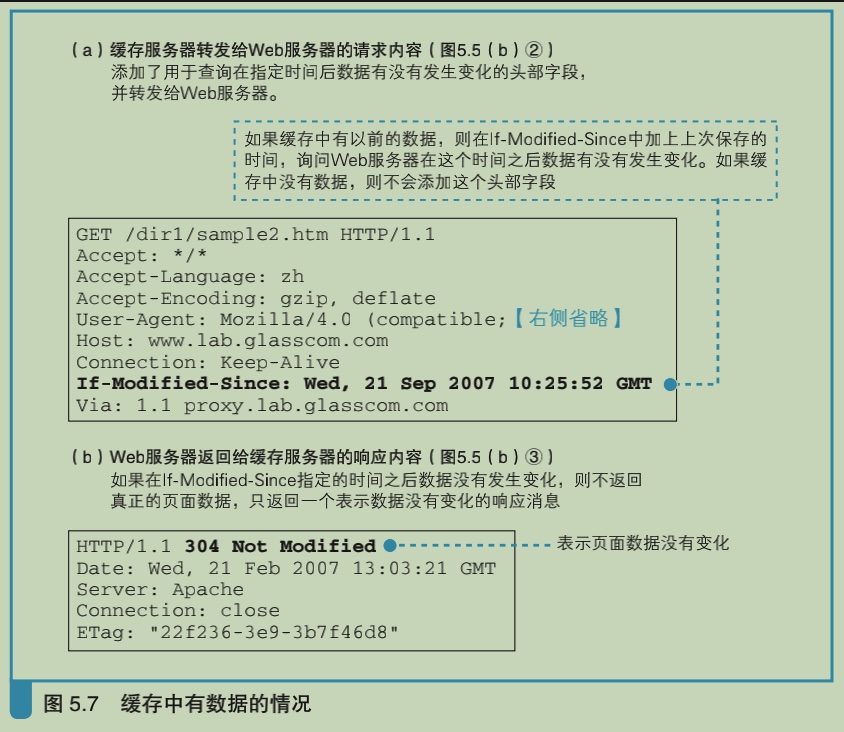 (a)缓存服务器转发给Web服务器的请求内容(图5.5(b)②)
添加了用于查询在指定时间后数据有没有发生变化的头部字段，
并转发给Web服务器。
如果缓存中有以前的数据，则在If-Modified-Since中加上上次保存的
时间，询问Web服务器在这个时间之后数据有没有发生变化。如果缓
存中没有数据，则不会添加这个头部字段
GET /dir1/sample2.htm HTTP/1.1
Accept: */*
Accept-Language: zh
Accept-Encoding: gzip, deflate
User-Agent: Mozilla/4.0 (compatible;【右侧省略】
Host: www.lab.glasscom.com
Connection: Keep-Alive
If-Modified-Since: Wed, 21 Sep 2007 10:25:52 GMT
Via: 1.1 proxy.lab.glasscom.com
(b)Web服务器返回给缓存服务器的响应内容(图5.5(b)③)
如果在If-Modified-Since指定的时间之后数据没有发生变化，则不返回
真正的页面数据，只返回一个表示数据没有变化的响应消息
HTTP/1.1 304 Not Modified
表示页面数据没有变化
Date: Wed, 21 Feb 2007 13:03:21 GMT
Server: Apache
Connection: close
ETag: "22f236-3e9-3b7f46d8"
图 5.7 缓存中有数据的情况